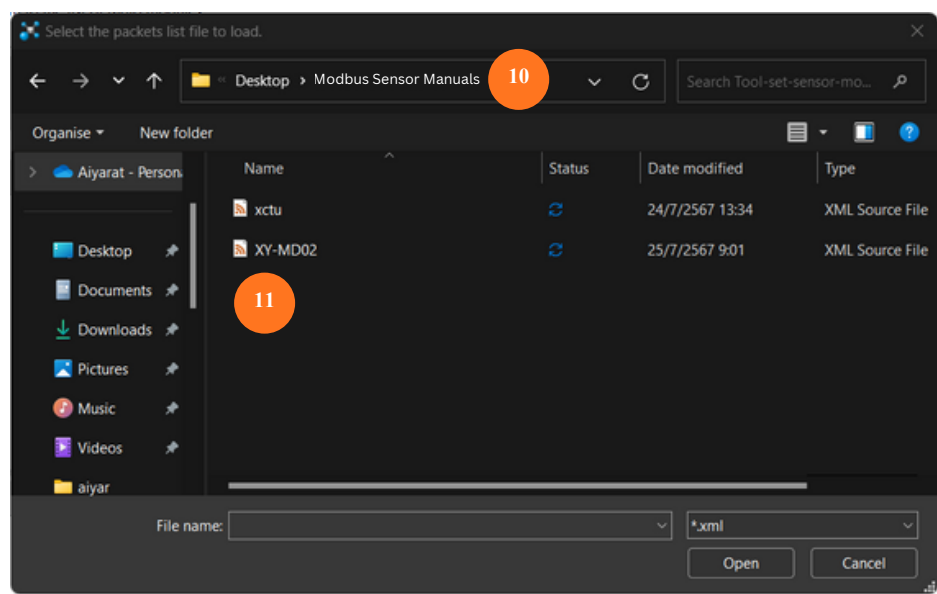 Select the packets list file to load.
« Desktop › Modbus Sensor Manuals 10
Search Tool-set-sensor-mo...
Organise New folder
Name Status Date modified Type
Aiyarat - Person
xctu 24/7/2567 13:34 XML Source File
Desktop XY-MD02 25/7/2567 9:01 XML Source File
Documents 11
Downloads
Pictures
Music
Videos
aiyar
File name: *.xml
Open Cancel